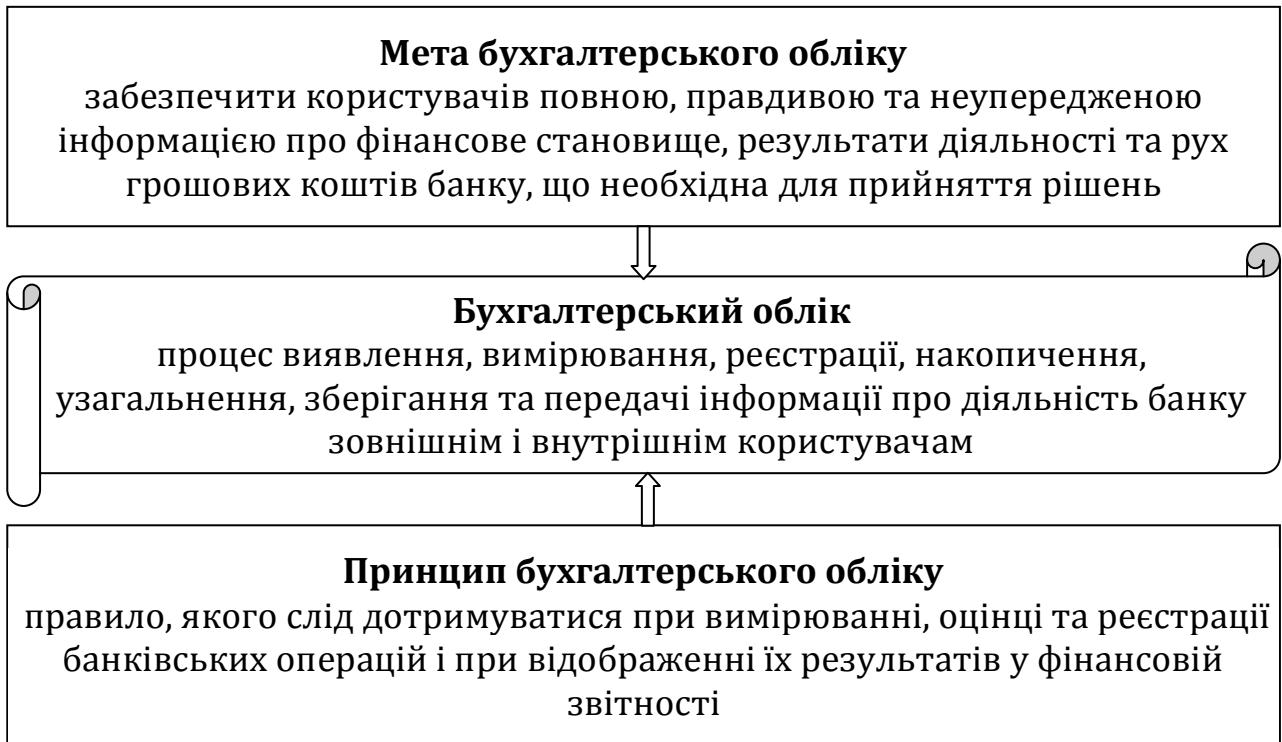 Мета бухгалтерського обліку
забезпечити користувачів повною, правдивою та неупередженою
інформацією про фінансове становище, результати діяльності та рух
грошових коштів банку, що необхідна для прийняття рішень
Бухгалтерський облік
процес виявлення, вимірювання, реєстрації, накопичення,
узагальнення, зберігання та передачі інформації про діяльність банку
зовнішнім і внутрішнім користувачам
Принцип бухгалтерського обліку
правило, якого слід дотримуватися при вимірюванні, оцінці та реєстрації
банківських операцій і при відображенні їх результатів у фінансовій
звітності